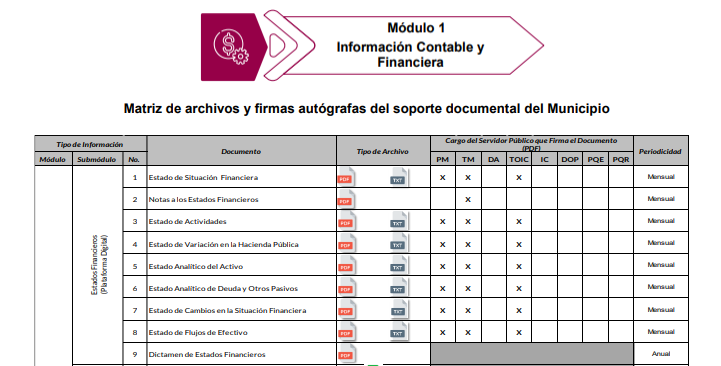 Módulo 1
Información Contable y
Financiera
Matriz de archivos y firmas autógrafas del soporte documental del Municipio
Tipo de Información Documento Tipo de Archivo Cargo del Servidor Público que Firma el Documento (PDF) Periodicidad
Módulo Submódulo No. PM TM DA TOIC IC DOP PQE PQR
Estados Financieros
(Plataforma Digital)
1 Estado de Situación Financiera PDF TXT X X X Mensual
2 Notas a los Estados Financieros PDF X Mensual
3 Estado de Actividades PDF TXT X X X Mensual
4 Estado de Variación en la Hacienda Pública PDF TXT X X X Mensual
5 Estado Analítico del Activo PDF TXT X X X Mensual
6 Estado Analítico de Deuda y Otros Pasivos PDF TXT X X X Mensual
7 Estado de Cambios en la Situación Financiera PDF TXT X X X Mensual
8 Estado de Flujos de Efectivo PDF TXT X X X Mensual
9 Dictamen de Estados Financieros PDF Anual